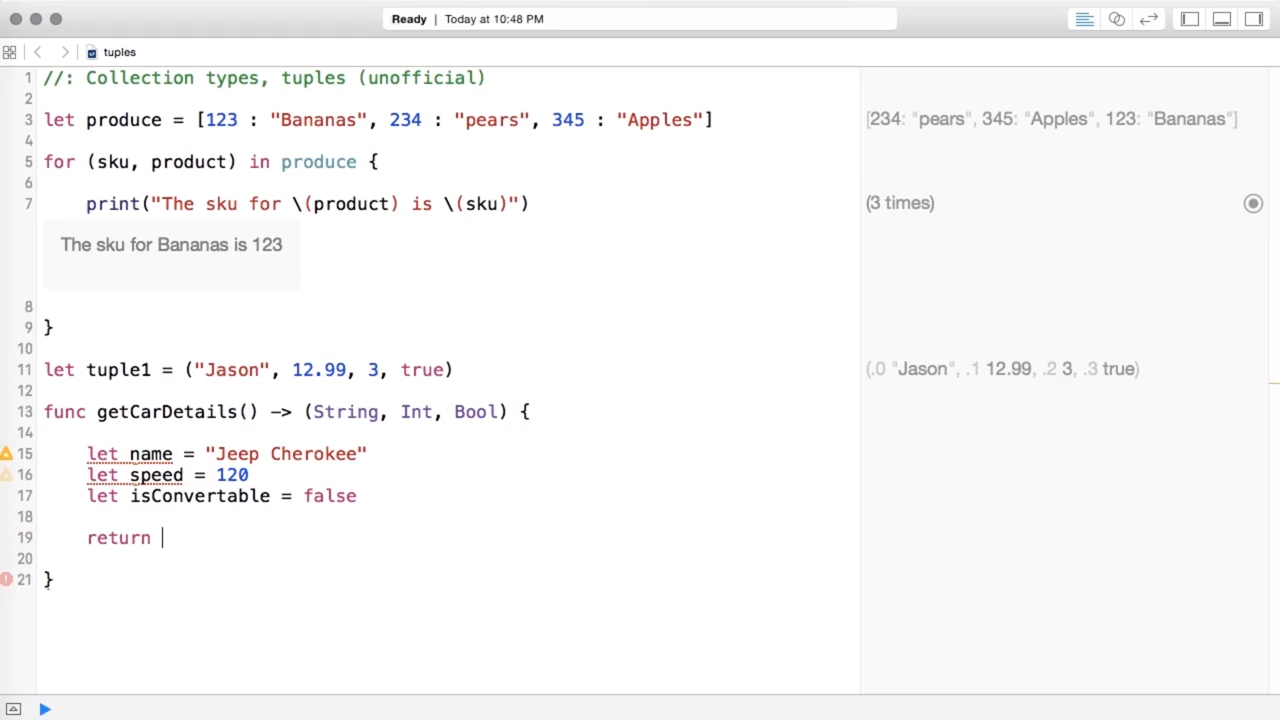 Ready | Today at 10:48 PM
tuples
1 //: Collection types, tuples (unofficial)
2
3 let produce = [123 : "Bananas", 234 : "pears", 345 : "Apples"] [234: "pears", 345: "Apples", 123: "Bananas"]
4
5 for (sku, product) in produce {
6
7 print("The sku for \(product) is \(sku)") (3 times)
The sku for Bananas is 123
8
9 }
10
11 let tuple1 = ("Jason", 12.99, 3, true) (.0 "Jason", .1 12.99, .2 3, .3 true)
12
13 func getCarDetails() -> (String, Int, Bool) {
14
15 let name = "Jeep Cherokee"
16 let speed = 120
17 let isConvertable = false
18
19 return
20
21 }